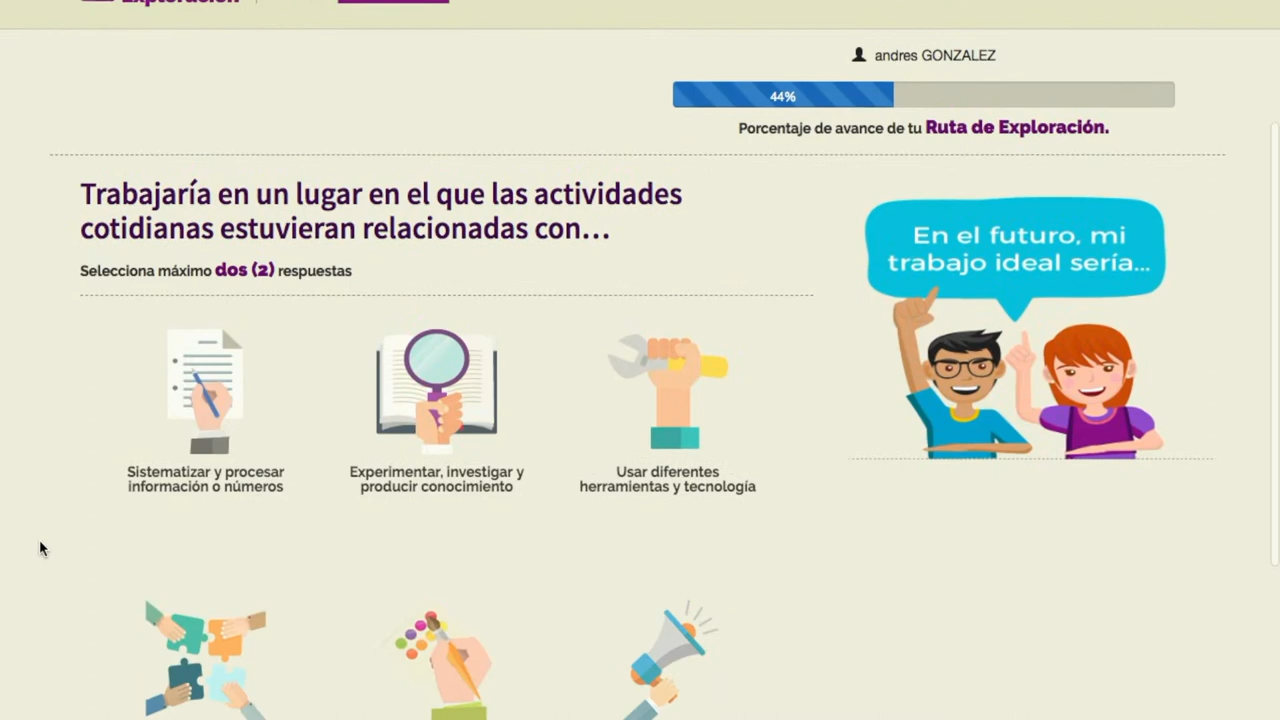 Exploración
andres GONZALEZ
44%
Porcentaje de avance de tu Ruta de Exploración.
Trabajaría en un lugar en el que las actividades
cotidianas estuvieran relacionadas con...
Selecciona máximo dos (2) respuestas
En el futuro, mi
trabajo ideal sería...
Sistematizar y procesar
información o números
Experimentar, investigar y
producir conocimiento
Usar diferentes
herramientas y tecnología